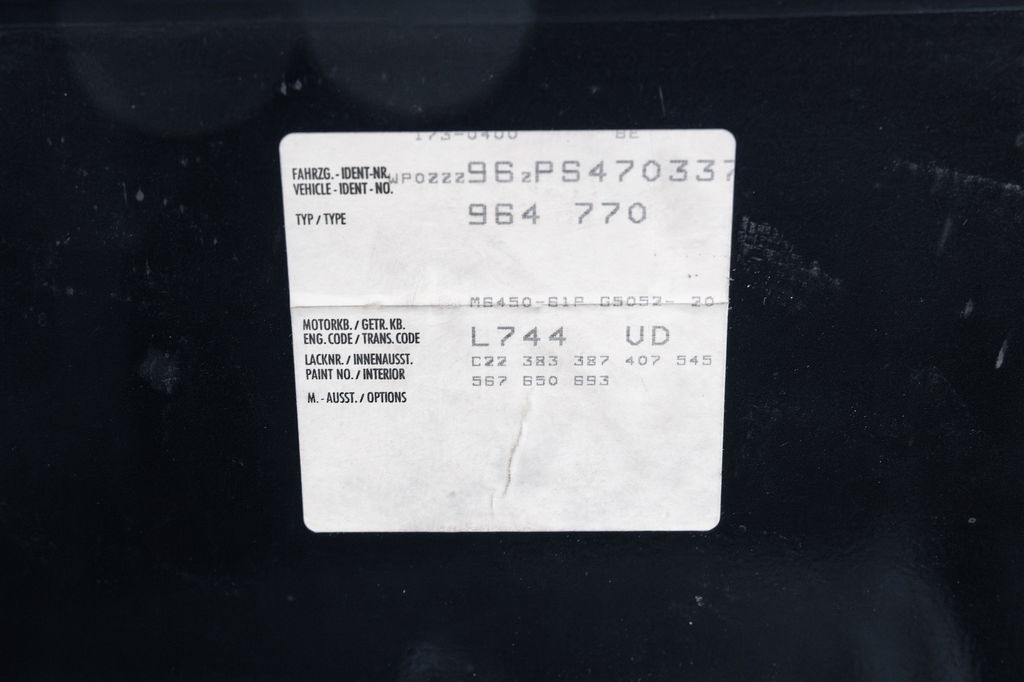 173-0400 BE
FAHRZG. - IDENT-NR. WP0ZZZ96ZPS470337
VEHICLE - IDENT - NO.
TYP / TYPE 964 770
M6450-61P G5052- 20
MOTORKB. / GETR. KB.
ENG. CODE / TRANS. CODE L744 UD
LACKNR. / INNENAUSST. C22 383 387 407 545
PAINT NO. / INTERIOR 567 650 693
M. - AUSST. / OPTIONS